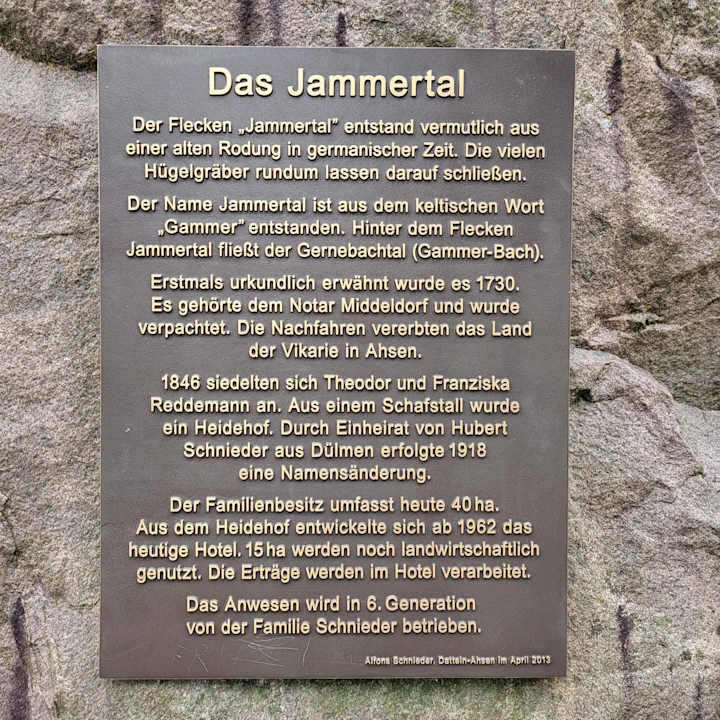 Das Jammertal
Der Flecken „Jammertal” entstand vermutlich aus
einer alten Rodung in germanischer Zeit. Die vielen
Hügelgräber rundum lassen darauf schließen.
Der Name Jammertal ist aus dem keltischen Wort
„Gammer” entstanden. Hinter dem Flecken
Jammertal fließt der Gernebachtal (Gammer-Bach).
Erstmals urkundlich erwähnt wurde es 1730.
Es gehörte dem Notar Middeldorf und wurde
verpachtet. Die Nachfahren vererbten das Land
der Vikarie in Ahsen.
1846 siedelten sich Theodor und Franziska
Reddemann an. Aus einem Schafstall wurde
ein Heidehof. Durch Einheirat von Hubert
Schnieder aus Dülmen erfolgte 1918
eine Namensänderung.
Der Familienbesitz umfasst heute 40 ha.
Aus dem Heidehof entwickelte sich ab 1962 das
heutige Hotel. 15 ha werden noch landwirtschaftlich
genutzt. Die Erträge werden im Hotel verarbeitet.
Das Anwesen wird in 6. Generation
von der Familie Schnieder betrieben.
Alfons Schnieder, Datteln-Ahsen im April 2013